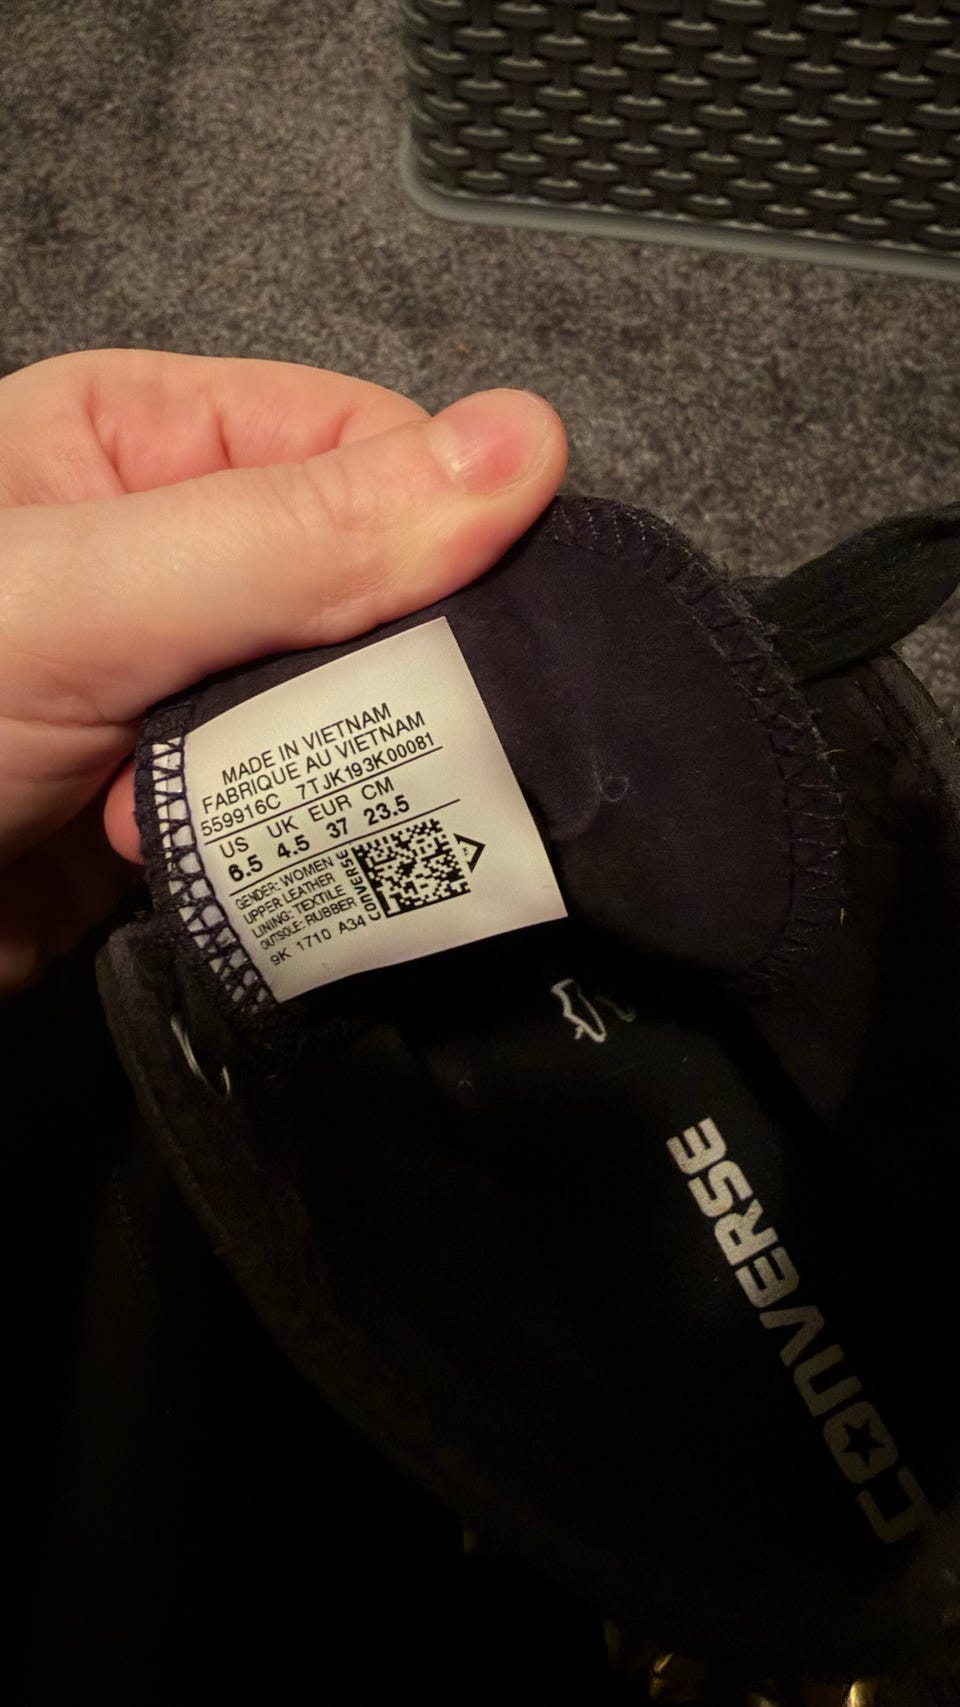 MADE IN VIETNAM
FABRIQUE AU VIETNAM
559916C 7TJK193K00081
US UK EUR CM
6.5 4.5 37 23.5
GENDER: WOMEN
UPPER LEATHER
LINING: TEXTILE
OUTSOLE: RUBBER
CONVERSE
9K 1710 A34
CONVERSE